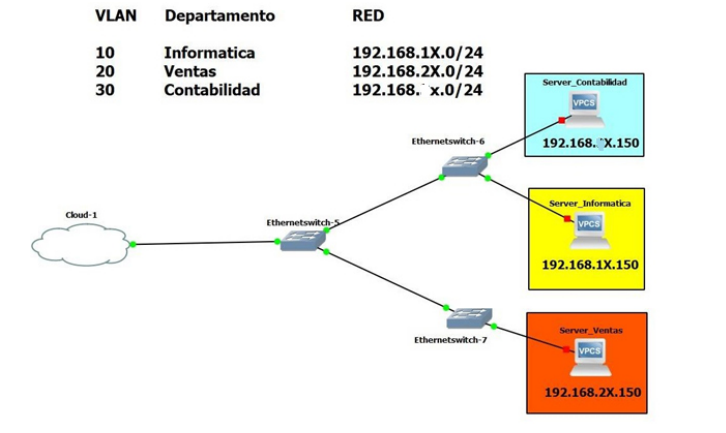 VLAN Departamento RED
10 Informatica 192.168.1X.0/24
20 Ventas 192.168.2X.0/24
30 Contabilidad 192.168. x.0/24
Server_Contabilidad
VPCS
192.168. X.150
Ethernetswitch-6
Server_Informatica
VPCS
192.168.1X.150
Cloud-1
Ethernetswitch-5
Ethernetswitch-7
Server_Ventas
VPCS
192.168.2X.150